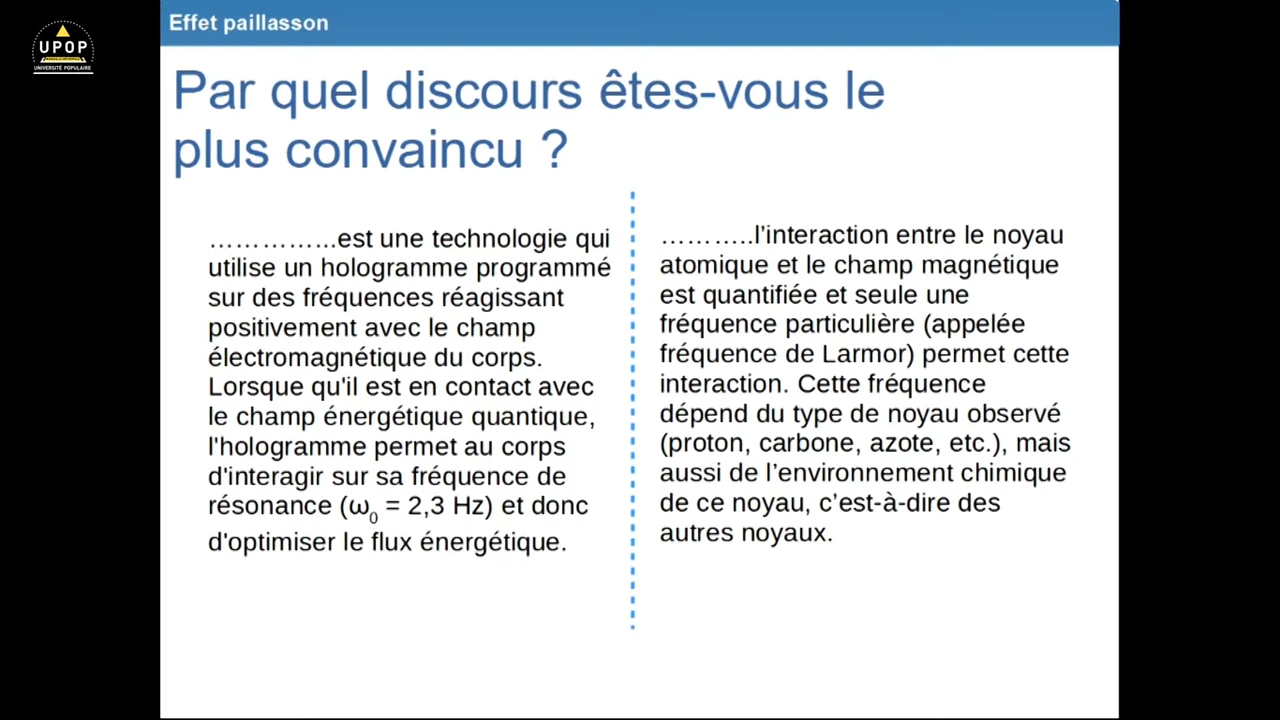 UPOP
UNIVERSITÉ POPULAIRE
Effet paillasson
Par quel discours êtes-vous le
plus convaincu ?
…………...est une technologie qui
utilise un hologramme programmé
sur des fréquences réagissant
positivement avec le champ
électromagnétique du corps.
Lorsque qu'il est en contact avec
le champ énergétique quantique,
l'hologramme permet au corps
d'interagir sur sa fréquence de
résonance (ω₀ = 2,3 Hz) et donc
d'optimiser le flux énergétique.
………..l’interaction entre le noyau
atomique et le champ magnétique
est quantifiée et seule une
fréquence particulière (appelée
fréquence de Larmor) permet cette
interaction. Cette fréquence
dépend du type de noyau observé
(proton, carbone, azote, etc.), mais
aussi de l’environnement chimique
de ce noyau, c’est-à-dire des
autres noyaux.